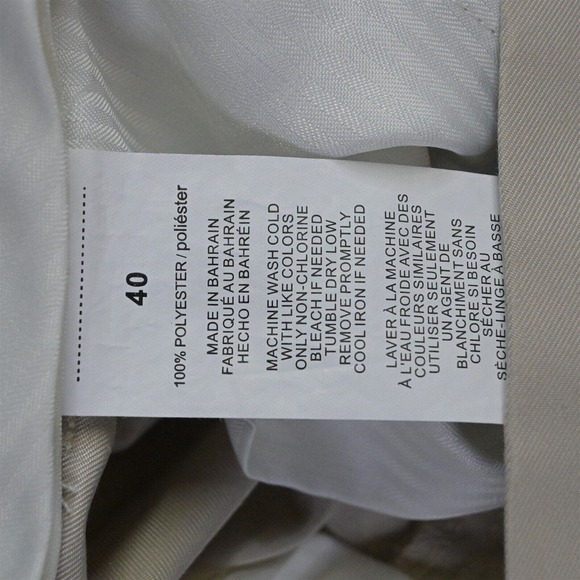 40
100% POLYESTER / poliéster
MADE IN BAHRAIN
FABRIQUÉ AU BAHRAIN
HECHO EN BAHRÉIN
MACHINE WASH COLD
WITH LIKE COLORS
ONLY NON-CHLORINE
BLEACH IF NEEDED
TUMBLE DRY LOW
REMOVE PROMPTLY
COOL IRON IF NEEDED
LAVER À LA MACHINE
À L'EAU FROIDE AVEC DES
COULEURS SIMILAIRES
UTILISER SEULEMENT
UN AGENT DE
BLANCHIMENT SANS
CHLORE SI BESOIN
SÉCHER AU
SÈCHE-LINGE À BASSE